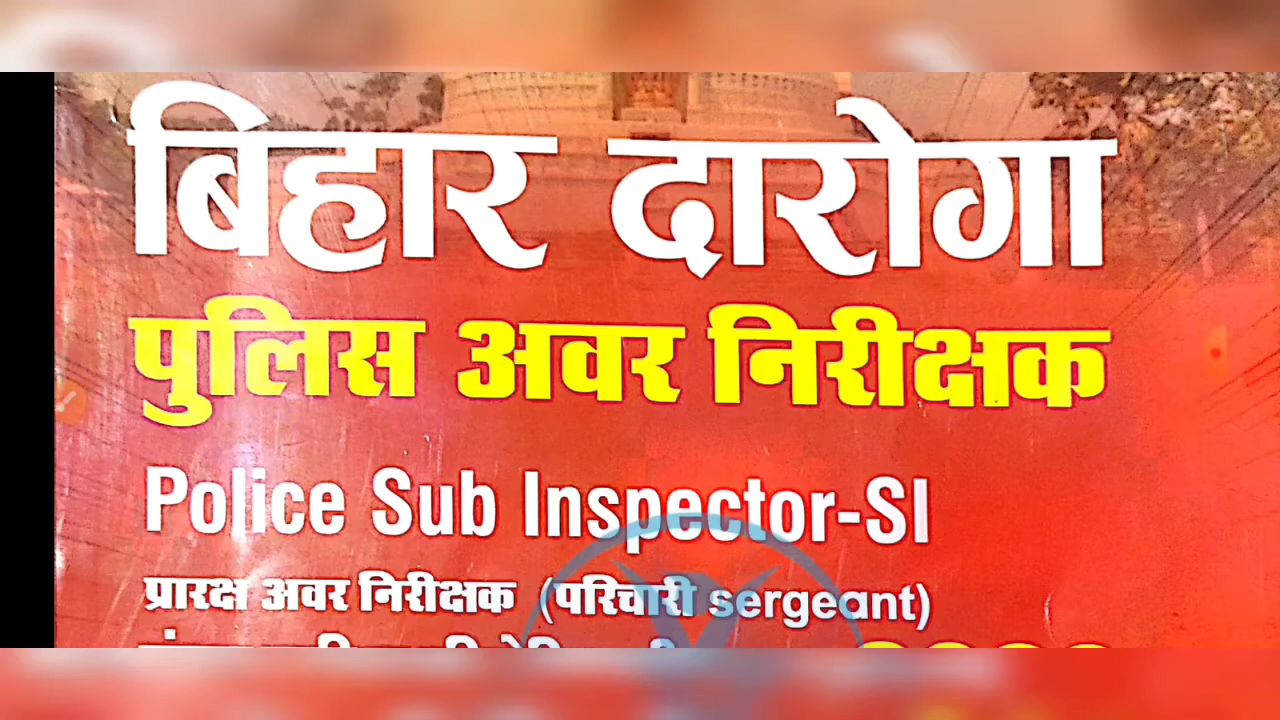 बिहार दारोगा
पुलिस अवर निरीक्षक
Police Sub Inspector-SI
प्रारक्ष अवर निरीक्षक (परिचारी sergeant)